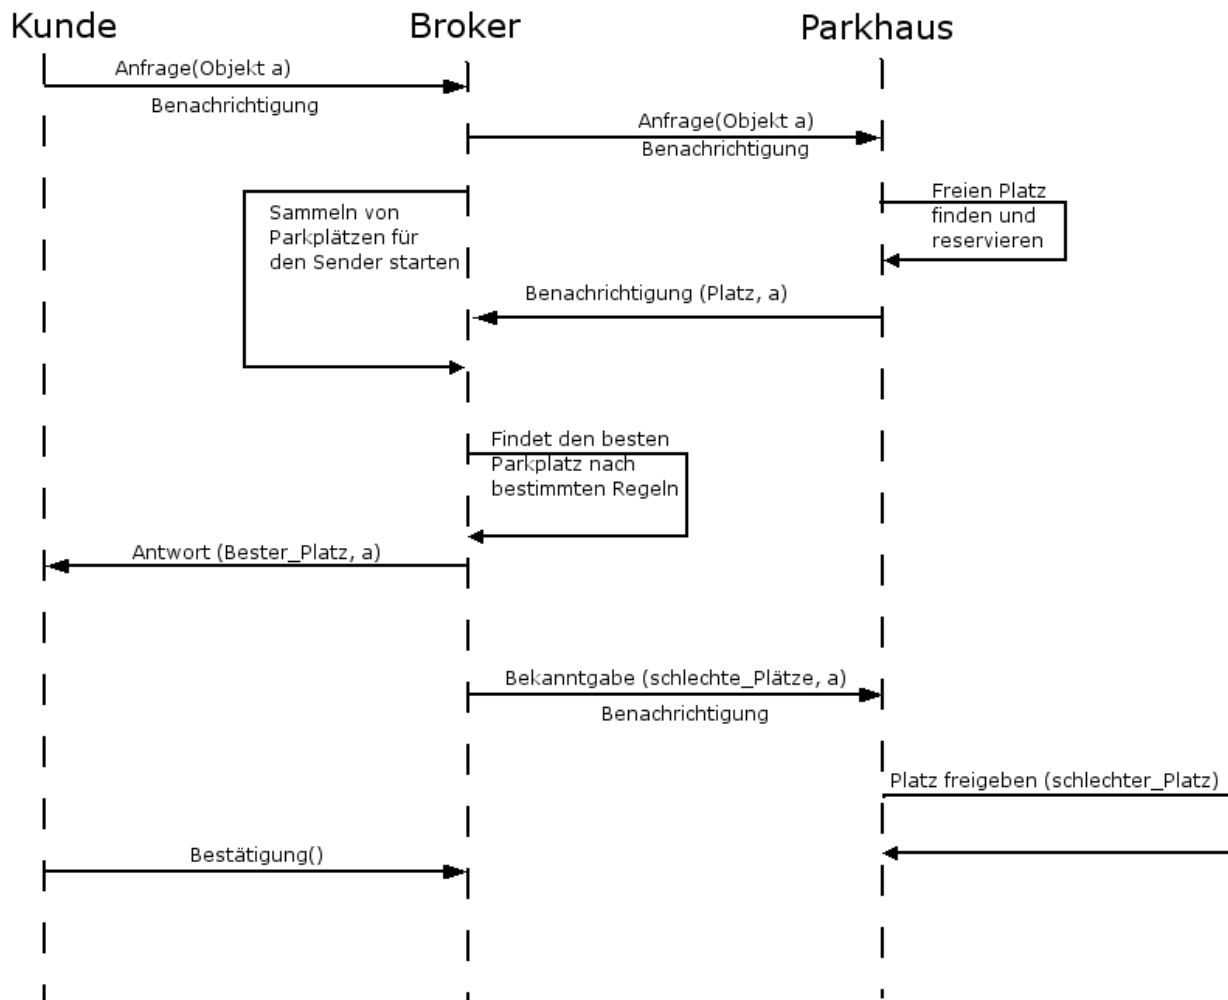 Kunde
Broker
Parkhaus
Anfrage(Objekt a)
Benachrichtigung
Anfrage(Objekt a)
Benachrichtigung
Sammeln von
Parkplätzen für
den Sender starten
Freien Platz
finden und
reservieren
Benachrichtigung (Platz, a)
Findet den besten
Parkplatz nach
bestimmten Regeln
Antwort (Bester_Platz, a)
Bekanntgabe (schlechte_Plätze, a)
Benachrichtigung
Platz freigeben (schlechter_Platz)
Bestätigung()